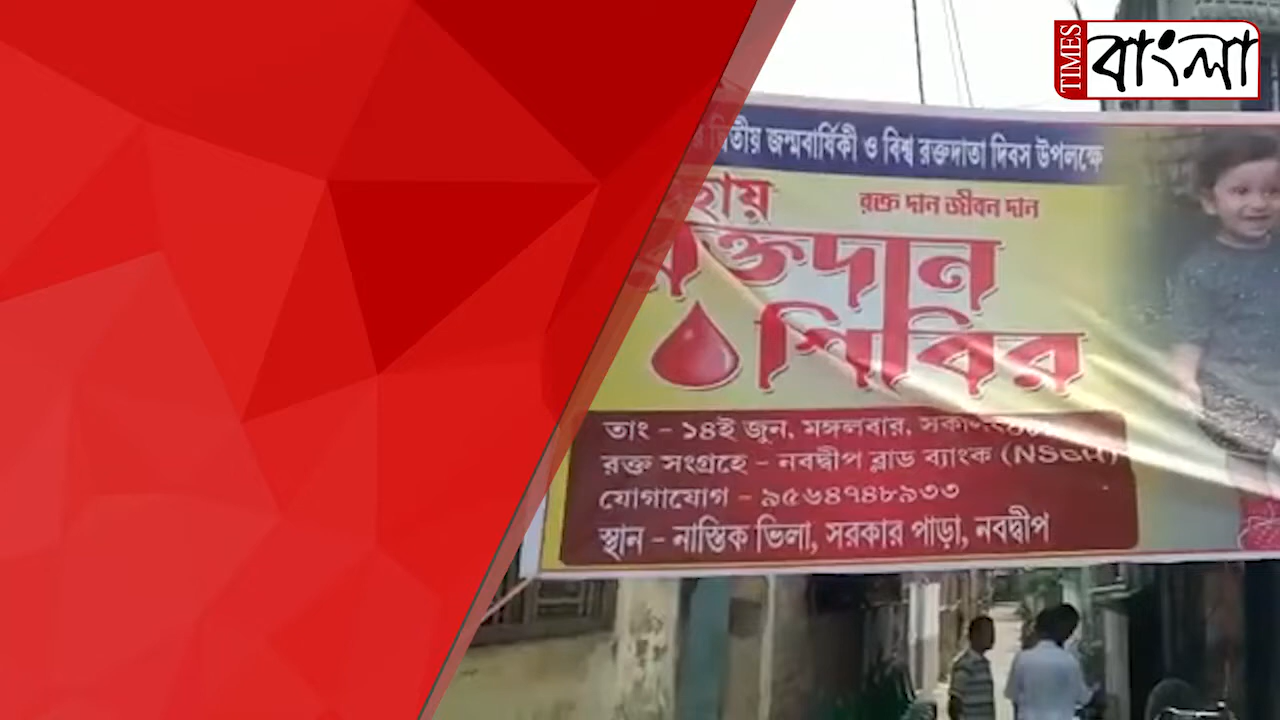 TIMES বাংলা
দ্বিতীয় জন্মবার্ষিকী ও বিশ্ব রক্তদাতা দিবস উপলক্ষে
রক্ত দান জীবন দান
রক্তদান
শিবির
তাং - ১৪ই জুন, মঙ্গলবার,
রক্ত সংগ্রহে - নবদ্বীপ ব্লাড ব্যাংক (NSGH)
যোগাযোগ - ৯৫৬৪৭৪৮৯৩৩
স্থান - নাস্তিক ভিলা, সরকার পাড়া, নবদ্বীপ